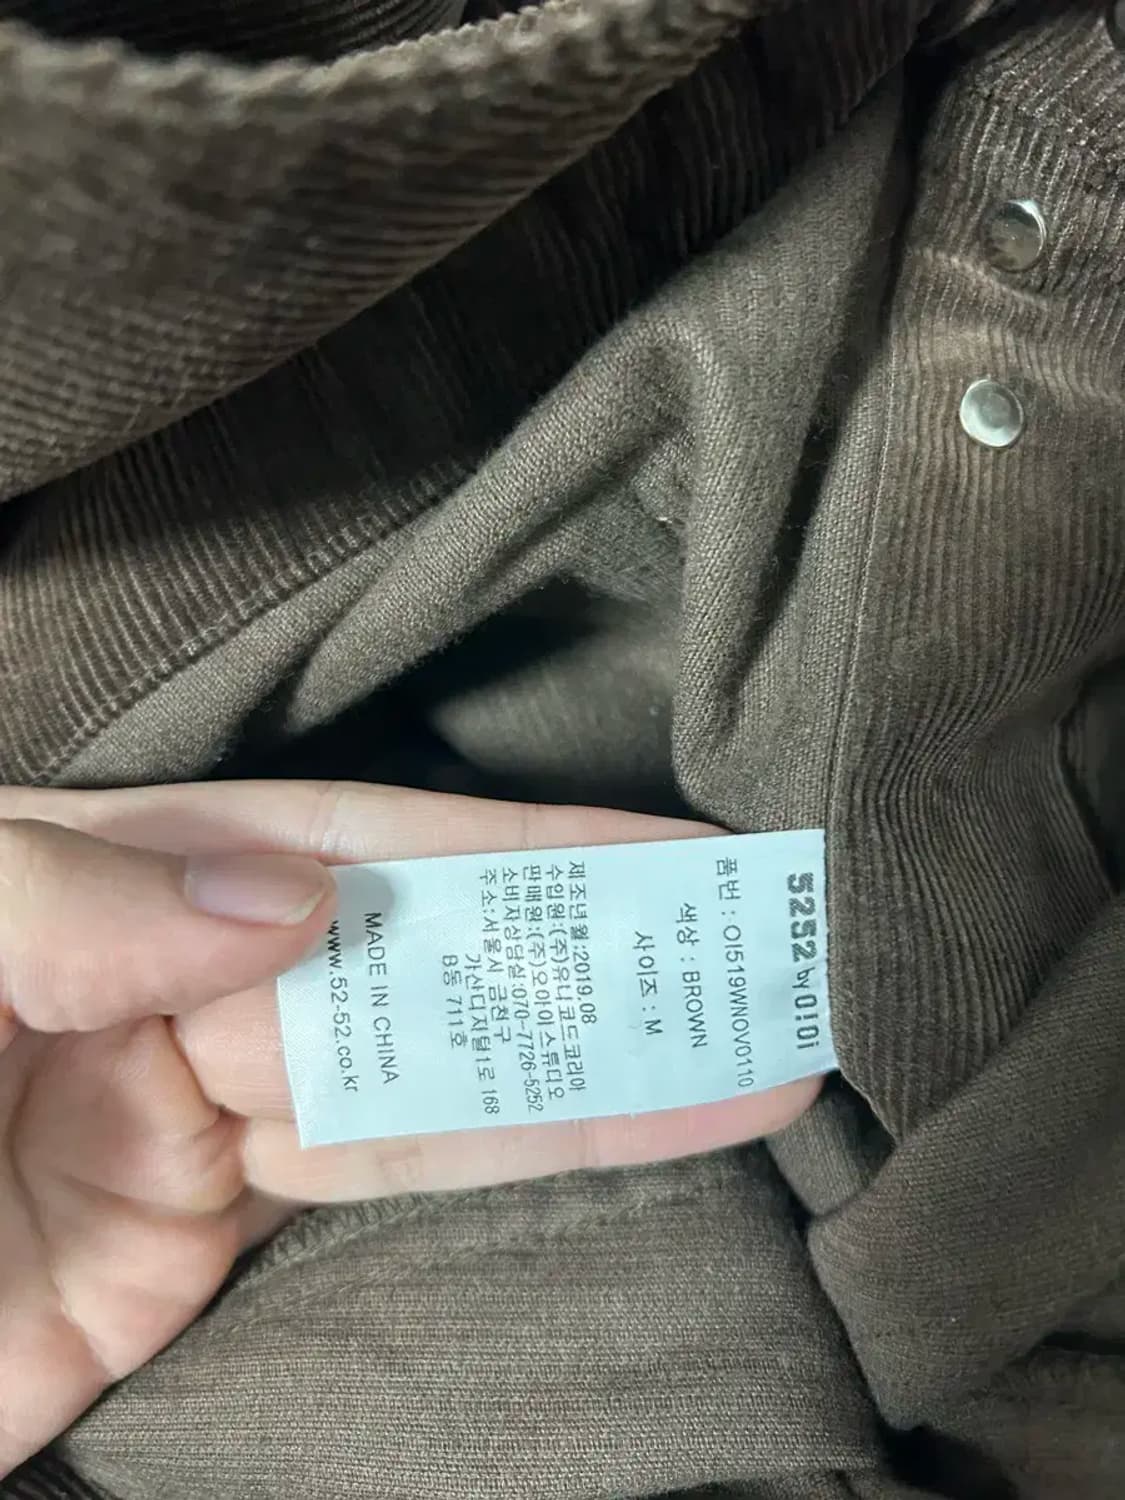 5252 by O!Oi
품번 : OI519WNOV0110
색상 : BROWN
사이즈 : M
제조년월:2019.08
수입원:(주)유니코드코리아
판매원:(주)오아이스튜디오
소비자상담실:070-7726-5252
주소:서울시 금천구
가산디지털1로 168
B동 711호
MADE IN CHINA
www.52-52.co.kr